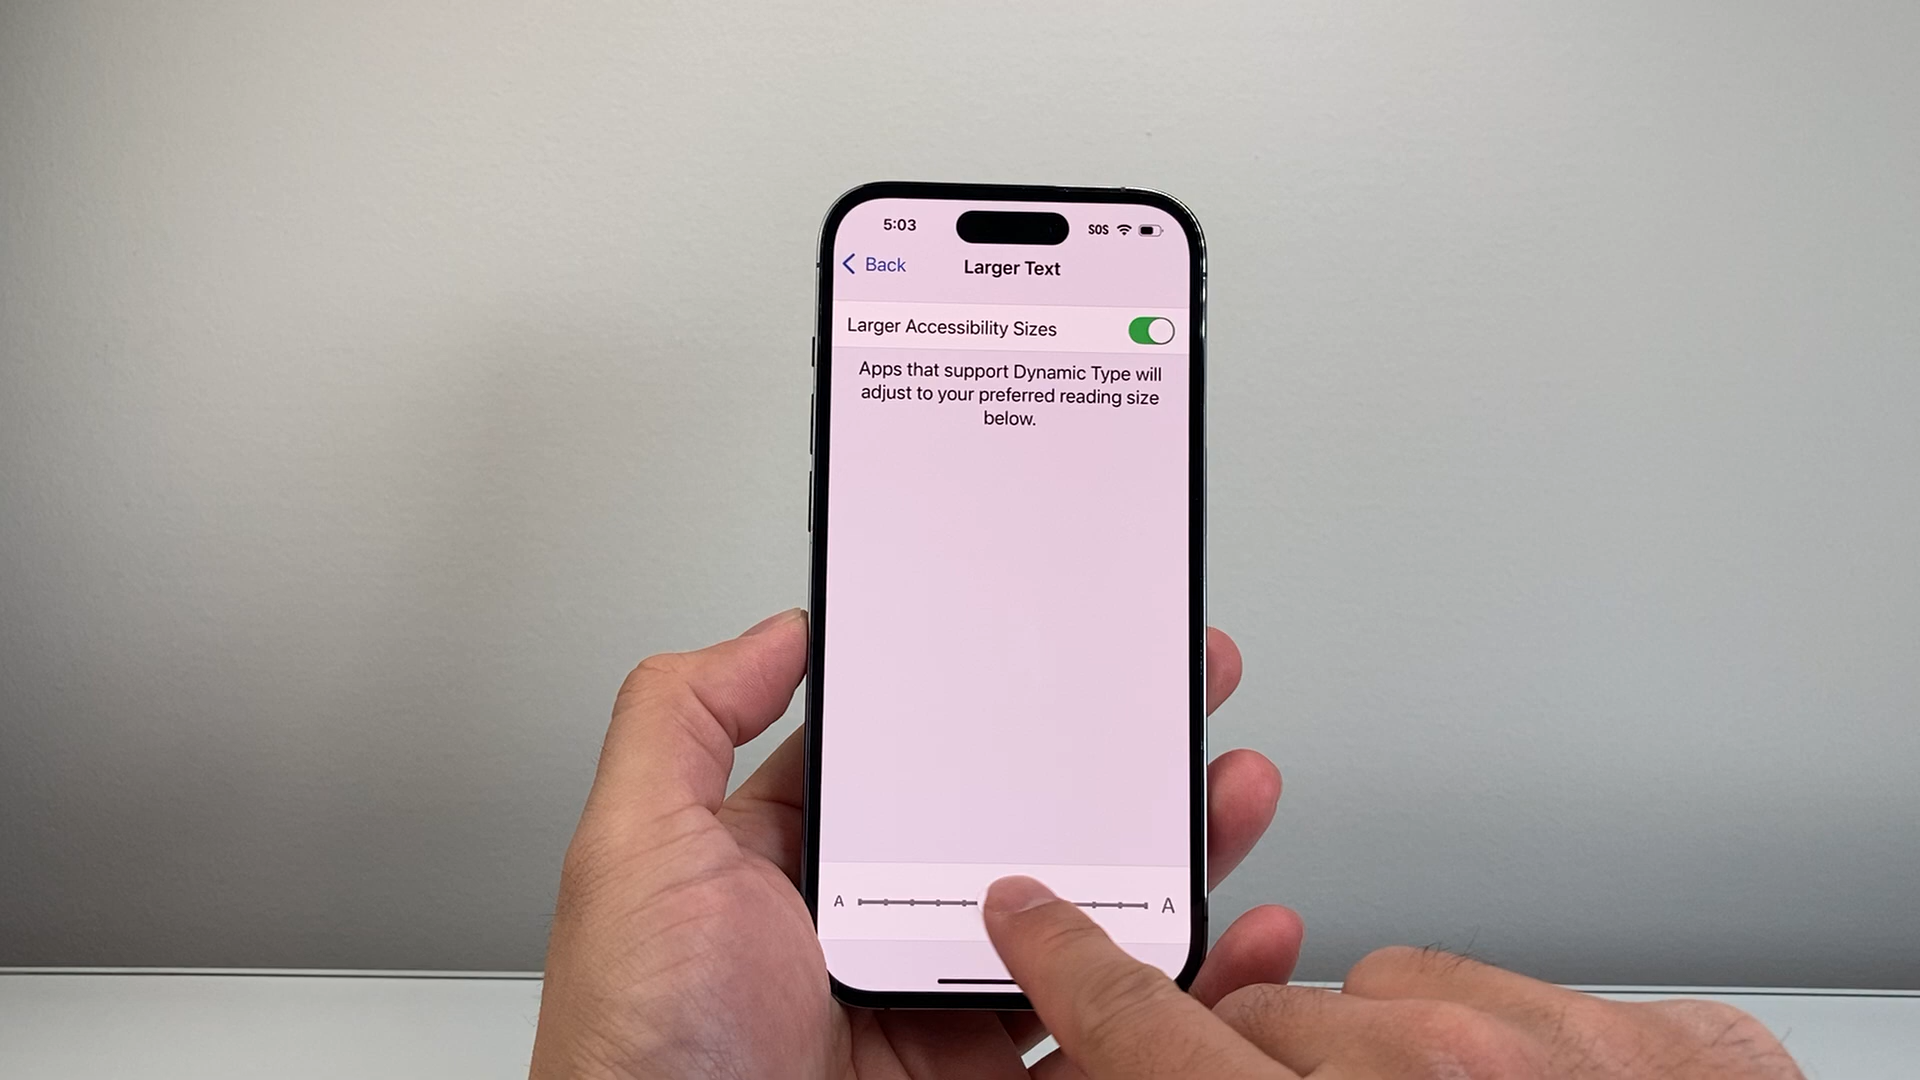 5:03
SOS
Back
Larger Text
Larger Accessibility Sizes
Apps that support Dynamic Type will
adjust to your preferred reading size
below.
A A